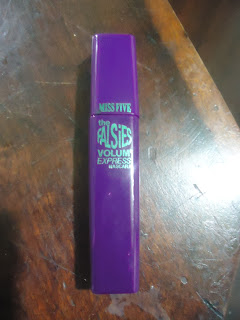 MISS FIVE
the
FALSIES
VOLUM'
EXPRESS
MASCARA